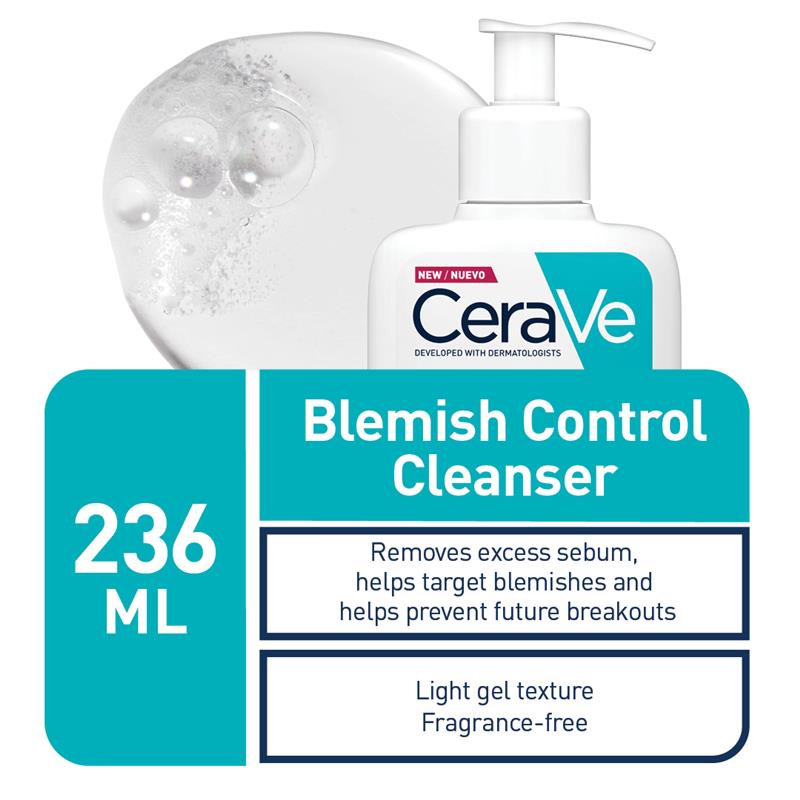 NEW / NUEVO
CeraVe
DEVELOPED WITH DERMATOLOGISTS
236
ML
Blemish Control
Cleanser
Removes excess sebum,
helps target blemishes and
helps prevent future breakouts
Light gel texture
Fragrance-free